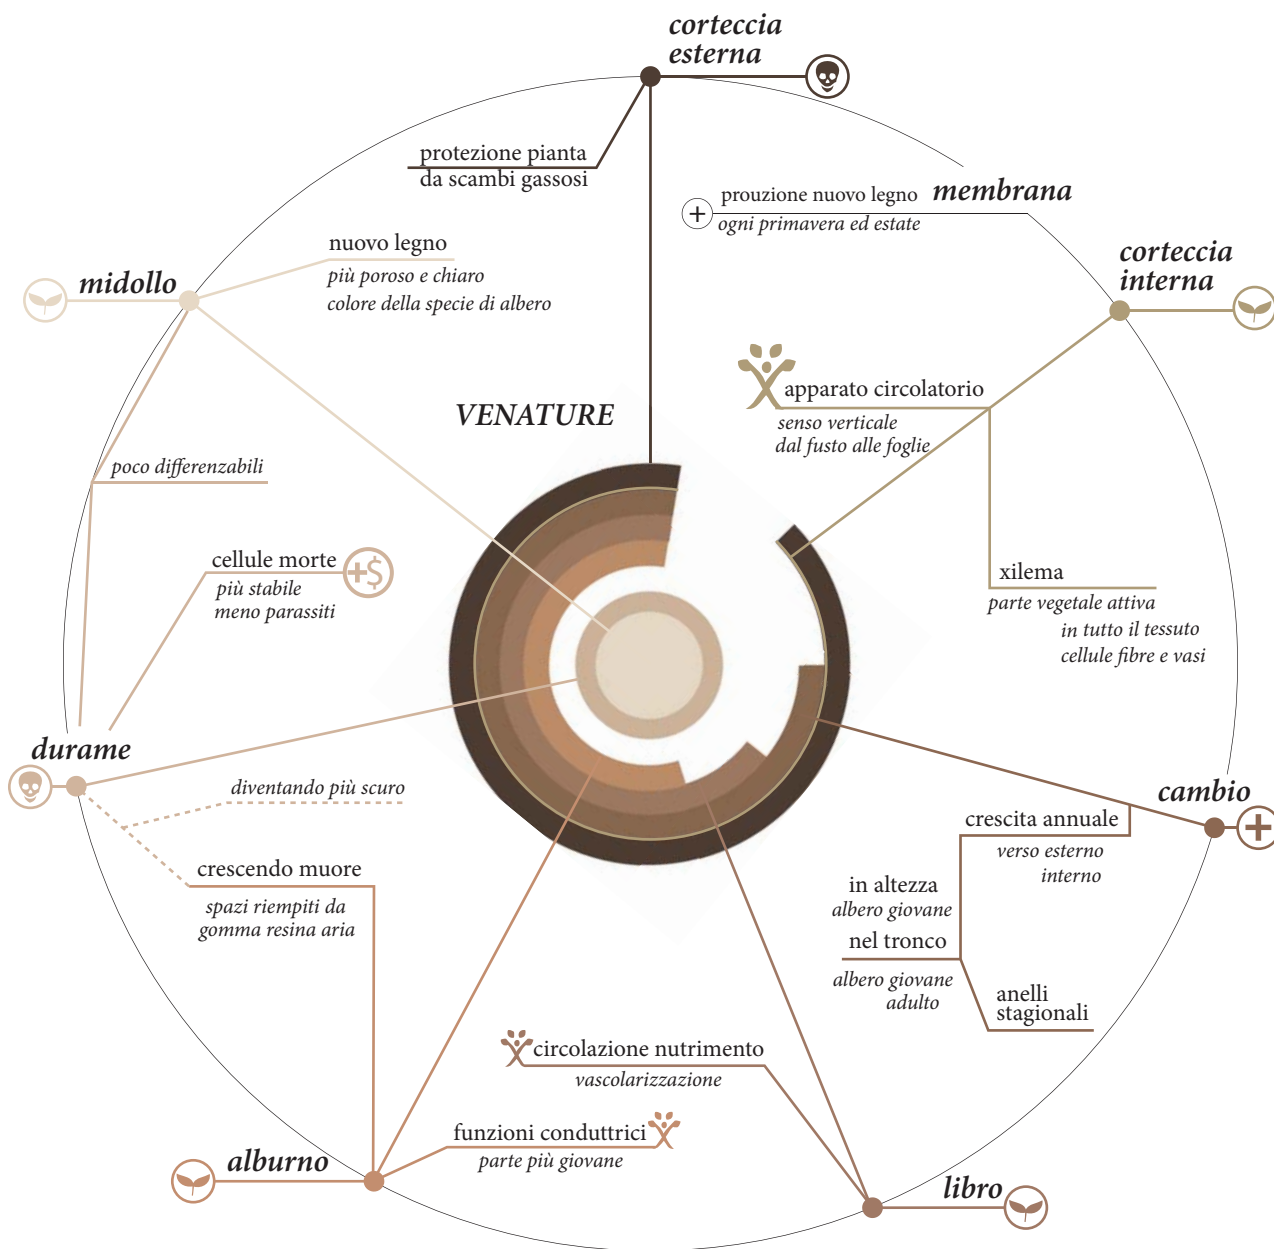 corteccia
esterna
protezione pianta
da scambi gassosi
prouzione nuovo legno
ogni primavera ed estate
membrana
corteccia
interna
nuovo legno
più poroso e chiaro
colore della specie di albero
midollo
apparato circolatorio
senso verticale
dal fusto alle foglie
VENATURE
poco differenzabili
cellule morte
+$
più stabile
meno parassiti
xilema
parte vegetale attiva
in tutto il tessuto
cellule fibre e vasi
durame
diventando più scuro
cambio
crescita annuale
verso esterno
interno
crescendo muore
spazi riempiti da
gomma resina aria
in altezza
albero giovane
nel tronco
albero giovane
adulto
anelli
stagionali
circolazione nutrimento
vascolarizzazione
funzioni conduttrici
parte più giovane
alburno
libro